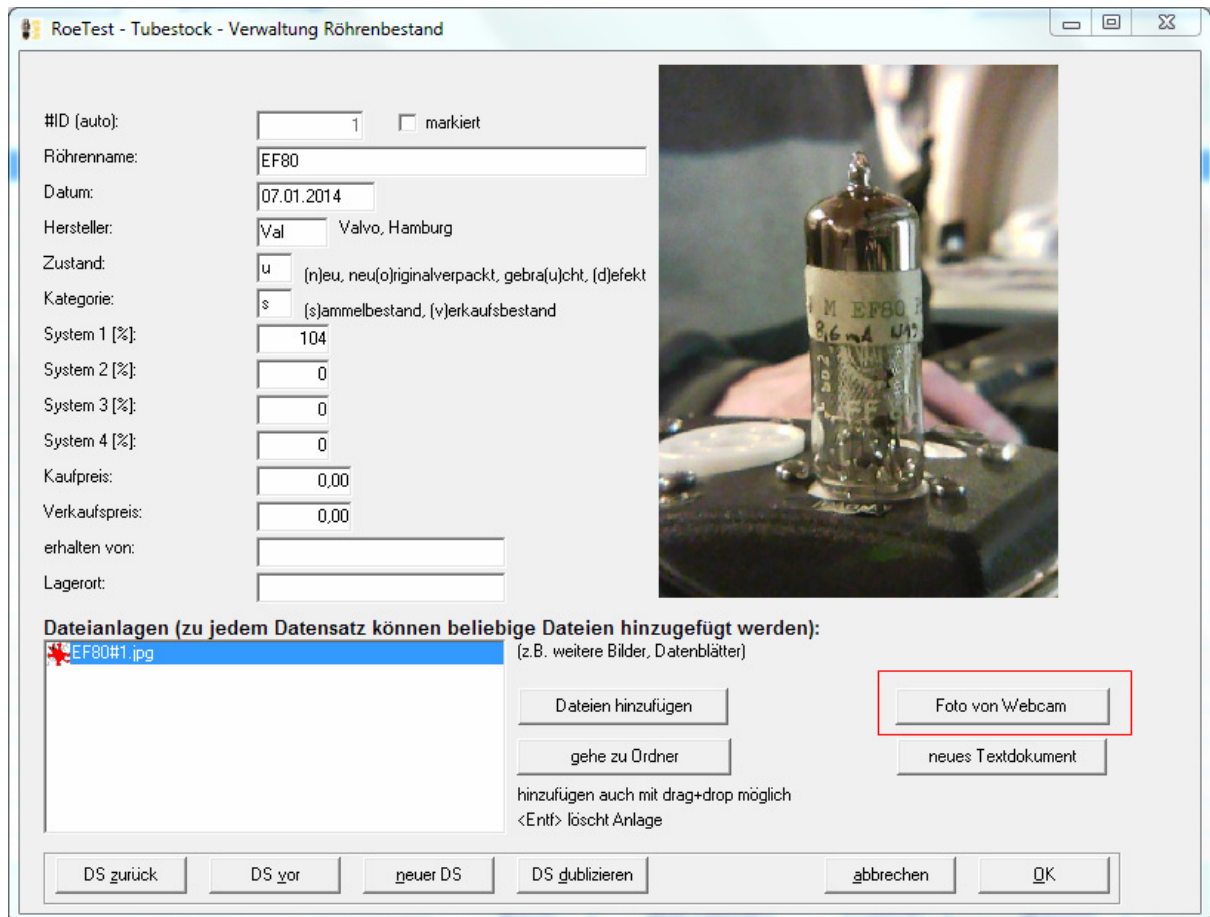 RoeTest - Tubestock - Verwaltung Röhrenbestand
#ID (auto): 1 markiert
Röhrenname: EF80
Datum: 07.01.2014
Hersteller: Val Valvo, Hamburg
Zustand: u (n)eu, neu(o)riginalverpackt, gebra(u)cht, (d)efekt
Kategorie: s (s)ammelbestand, (v)erkaufsbestand
System 1 [%]: 104
System 2 [%]: 0
System 3 [%]: 0
System 4 [%]: 0
Kaufpreis: 0,00
Verkaufspreis: 0,00
erhalten von:
Lagerort:
M EF80
8,6 mA
Dateianlagen (zu jedem Datensatz können beliebige Dateien hinzugefügt werden):
EF80#1.jpg
(z.B. weitere Bilder, Datenblätter)
Dateien hinzufügen
Foto von Webcam
gehe zu Ordner
neues Textdokument
hinzufügen auch mit drag+drop möglich
<Entf> löscht Anlage
DS zurück
DS vor
neuer DS
DS dublizieren
abbrechen
OK